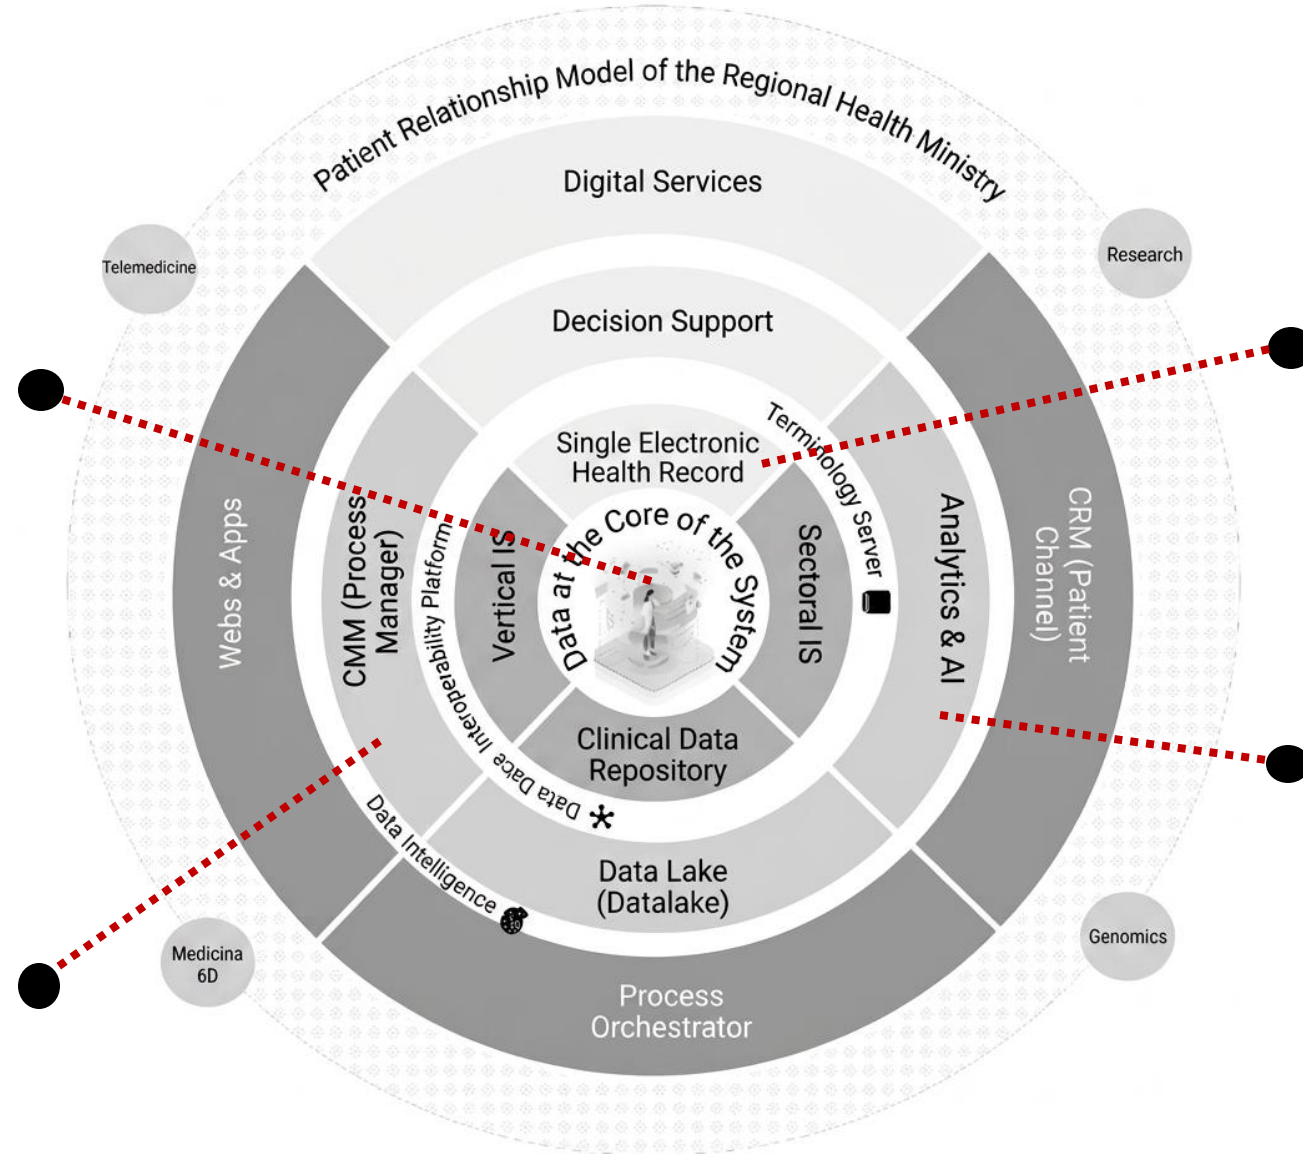 Patient Relationship Model of the Regional Health Ministry
Digital Services
Telemedicine
Research
Decision Support
Terminology Server
Single Electronic
Health Record
Data at the Core of the System
Webs & Apps
CMM (Process
Manager)
Interoperability Platform
Vertical IS
Sectoral IS
Analytics & AI
CRM (Patient
Channel)
Clinical Data
Repository
Data Dace
Data Intelligence
Data Lake
(Datalake)
Medicina
6D
Genomics
Process
Orchestrator